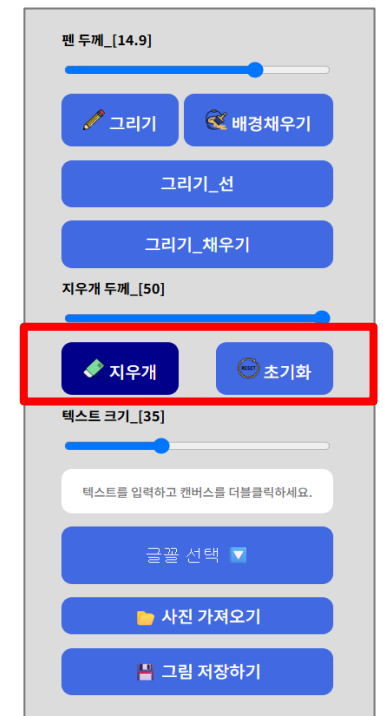 펜 두께_[14.9]
그리기 배경채우기
그리기_선
그리기_채우기
지우개 두께_[50]
지우개 RESET 초기화
텍스트 크기_[35]
텍스트를 입력하고 캔버스를 더블클릭하세요.
글꼴 선택
사진 가져오기
그림 저장하기